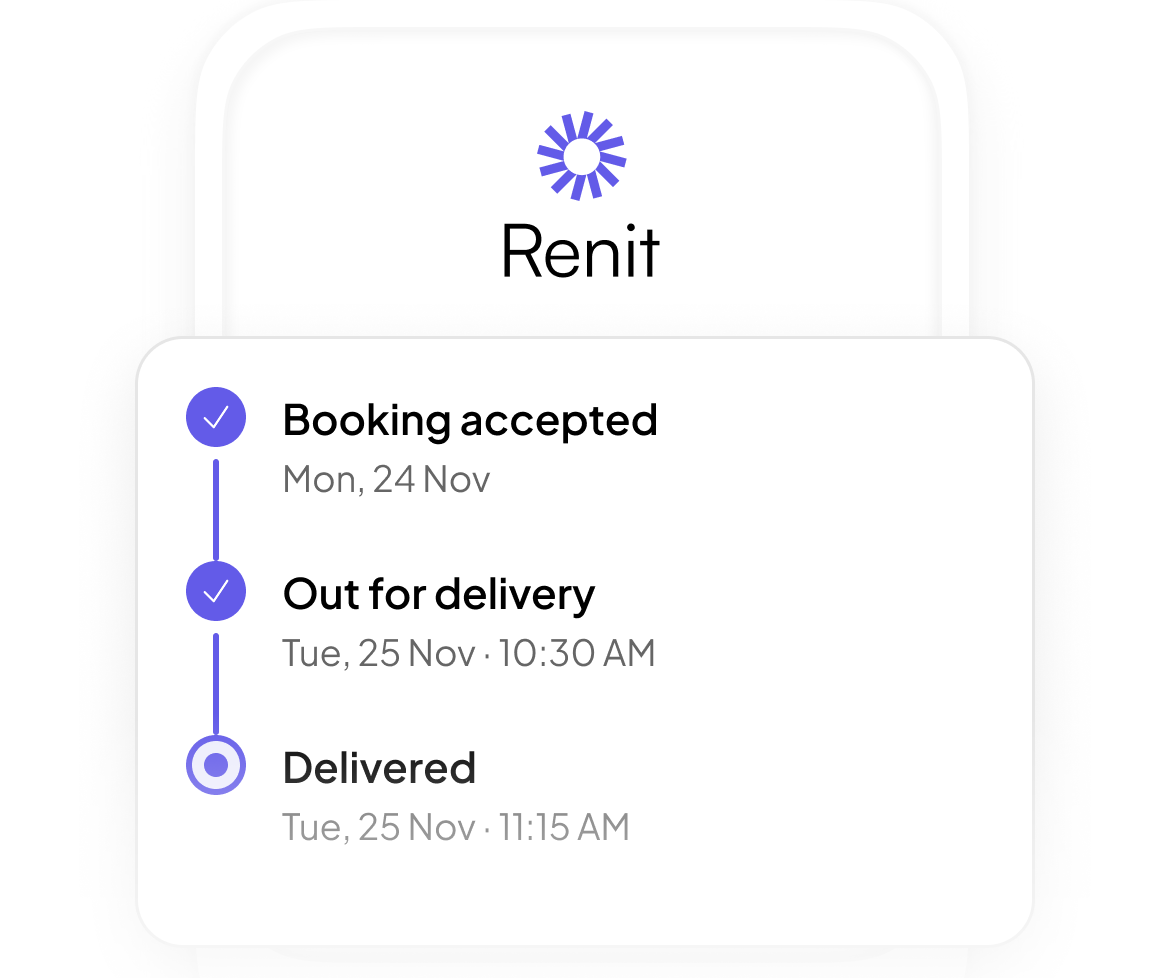 Renit
Booking accepted
Mon, 24 Nov
Out for delivery
Tue, 25 Nov · 10:30 AM
Delivered
Tue, 25 Nov · 11:15 AM